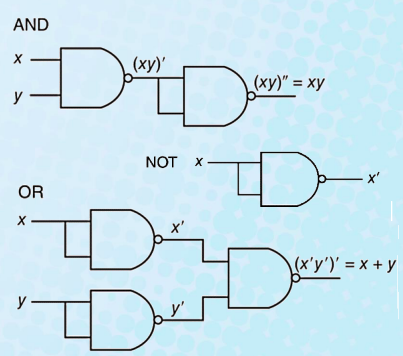 AND
x
(xy)′
y
(xy)″ = xy
NOT x
x′
OR
x
x′
(x′y′)′ = x + y
y
y′